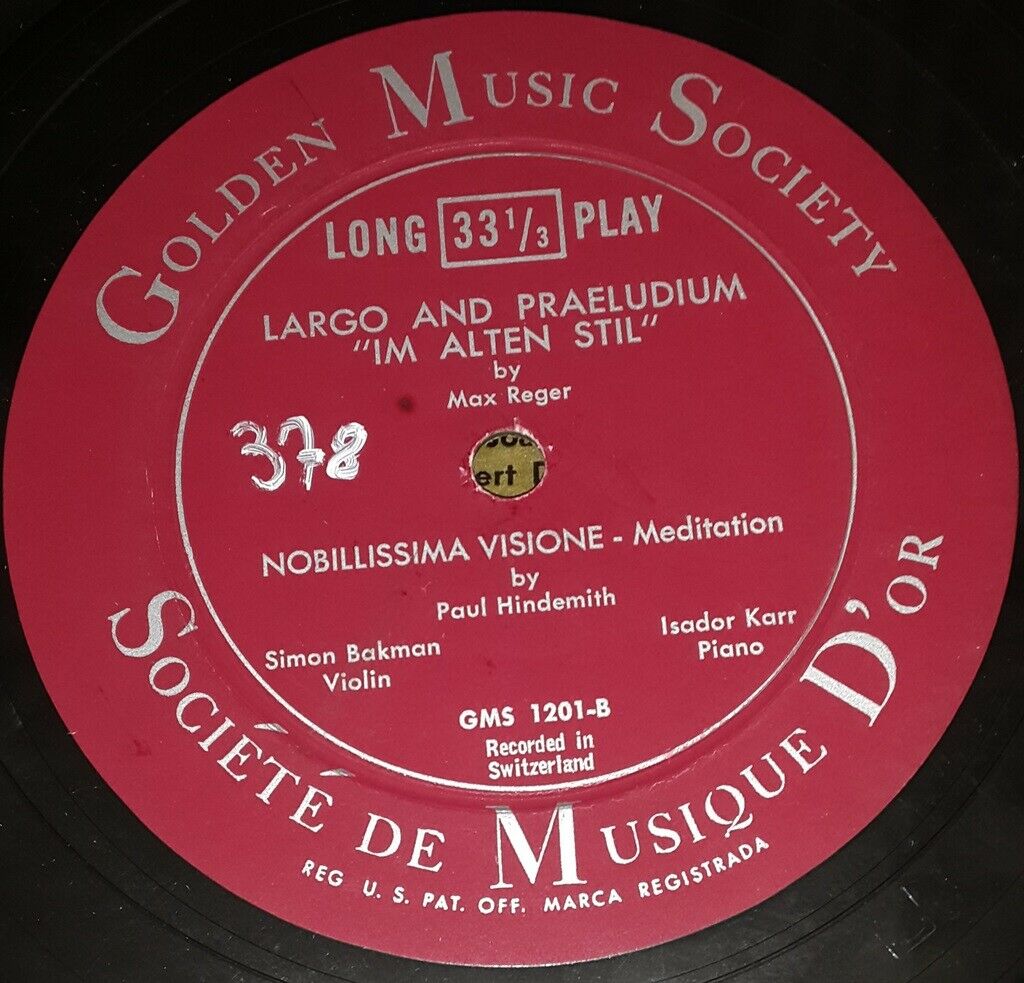 GOLDEN MUSIC SOCIETY
LONG 33 1/3 PLAY
LARGO AND PRAELUDIUM
"IM ALTEN STIL"
by
Max Reger
378
ert
NOBILLISSIMA VISIONE - Meditation
by
Paul Hindemith
Simon Bakman
Violin
Isador Karr
Piano
GMS 1201-B
Recorded in
Switzerland
SOCIÉTÉ DE MUSIQUE D'OR
REG U. S. PAT. OFF. MARCA REGISTRADA